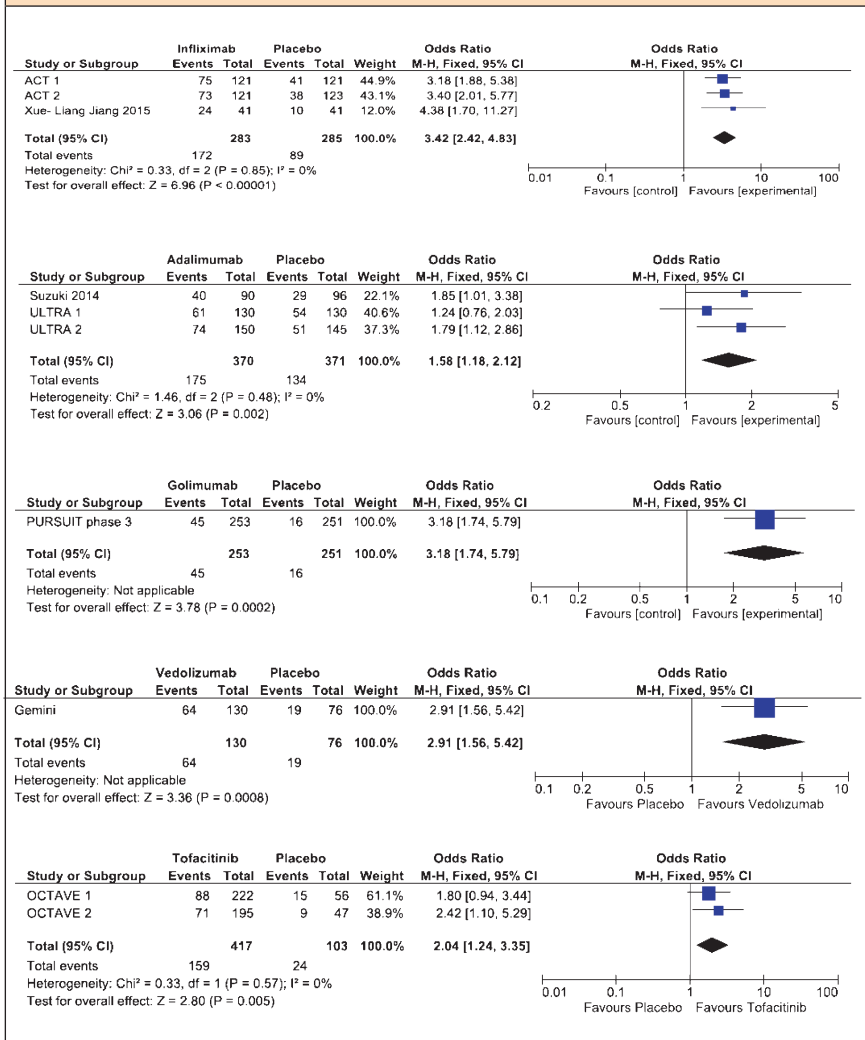 Infliximab Placebo Odds Ratio Odds Ratio
Study or Subgroup Events Total Events Total Weight M-H, Fixed, 95% CI M-H, Fixed, 95% CI
ACT 1 75 121 41 121 44.9% 3.18 [1.88, 5.38]
ACT 2 73 121 38 123 43.1% 3.40 [2.01, 5.77]
Xue- Liang Jiang 2015 24 41 10 41 12.0% 4.38 [1.70, 11.27]
Total (95% CI) 283 285 100.0% 3.42 [2.42, 4.83]
Total events 172 89
Heterogeneity: Chi² = 0.33, df = 2 (P = 0.85); I² = 0%
Test for overall effect: Z = 6.96 (P < 0.00001)
0.01 0.1 1 10 100
Favours [control] Favours [experimental]
Adalimumab Placebo Odds Ratio Odds Ratio
Study or Subgroup Events Total Events Total Weight M-H, Fixed, 95% CI M-H, Fixed, 95% CI
Suzuki 2014 40 90 29 96 22.1% 1.85 [1.01, 3.38]
ULTRA 1 61 130 54 130 40.6% 1.24 [0.76, 2.03]
ULTRA 2 74 150 51 145 37.3% 1.79 [1.12, 2.86]
Total (95% CI) 370 371 100.0% 1.58 [1.18, 2.12]
Total events 175 134
Heterogeneity: Chi² = 1.46, df = 2 (P = 0.48); I² = 0%
Test for overall effect: Z = 3.06 (P = 0.002)
0.2 0.5 1 2 5
Favours [control] Favours [experimental]
Golimumab Placebo Odds Ratio Odds Ratio
Study or Subgroup Events Total Events Total Weight M-H, Fixed, 95% CI M-H, Fixed, 95% CI
PURSUIT phase 3 45 253 16 251 100.0% 3.18 [1.74, 5.79]
Total (95% CI) 253 251 100.0% 3.18 [1.74, 5.79]
Total events 45 16
Heterogeneity: Not applicable
Test for overall effect: Z = 3.78 (P = 0.0002)
0.1 0.2 0.5 1 2 5 10
Favours [control] Favours [experimental]
Vedolizumab Placebo Odds Ratio Odds Ratio
Study or Subgroup Events Total Events Total Weight M-H, Fixed, 95% CI M-H, Fixed, 95% CI
Gemini 64 130 19 76 100.0% 2.91 [1.56, 5.42]
Total (95% CI) 130 76 100.0% 2.91 [1.56, 5.42]
Total events 64 19
Heterogeneity: Not applicable
Test for overall effect: Z = 3.36 (P = 0.0008)
0.1 0.2 0.5 1 2 5 10
Favours Placebo Favours Vedolizumab
Tofacitinib Placebo Odds Ratio Odds Ratio
Study or Subgroup Events Total Events Total Weight M-H, Fixed, 95% CI M-H, Fixed, 95% CI
OCTAVE 1 88 222 15 56 61.1% 1.80 [0.94, 3.44]
OCTAVE 2 71 195 9 47 38.9% 2.42 [1.10, 5.29]
Total (95% CI) 417 103 100.0% 2.04 [1.24, 3.35]
Total events 159 24
Heterogeneity: Chi² = 0.33, df = 1 (P = 0.57); I² = 0%
Test for overall effect: Z = 2.80 (P = 0.005)
0.01 0.1 1 10 100
Favours Placebo Favours Tofacitinib